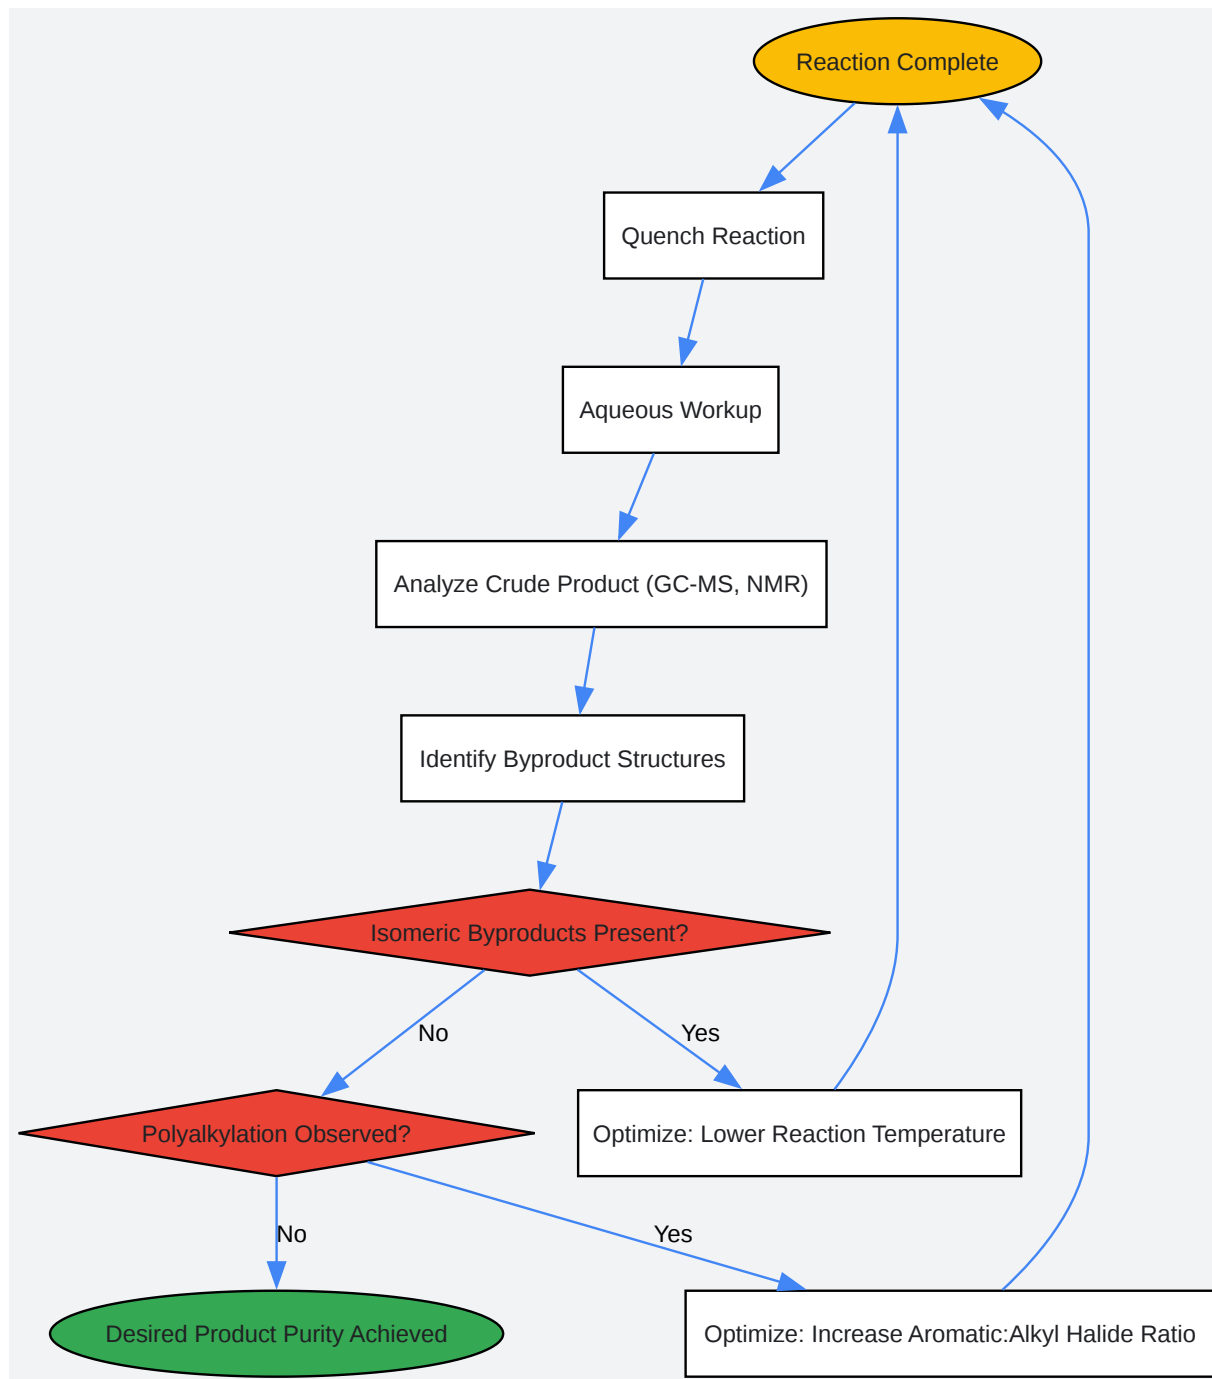 Reaction Complete
Quench Reaction
Aqueous Workup
Analyze Crude Product (GC-MS, NMR)
Identify Byproduct Structures
Isomeric Byproducts Present?
No
Yes
Polyalkylation Observed?
Optimize: Lower Reaction Temperature
No
Yes
Desired Product Purity Achieved
Optimize: Increase Aromatic:Alkyl Halide Ratio